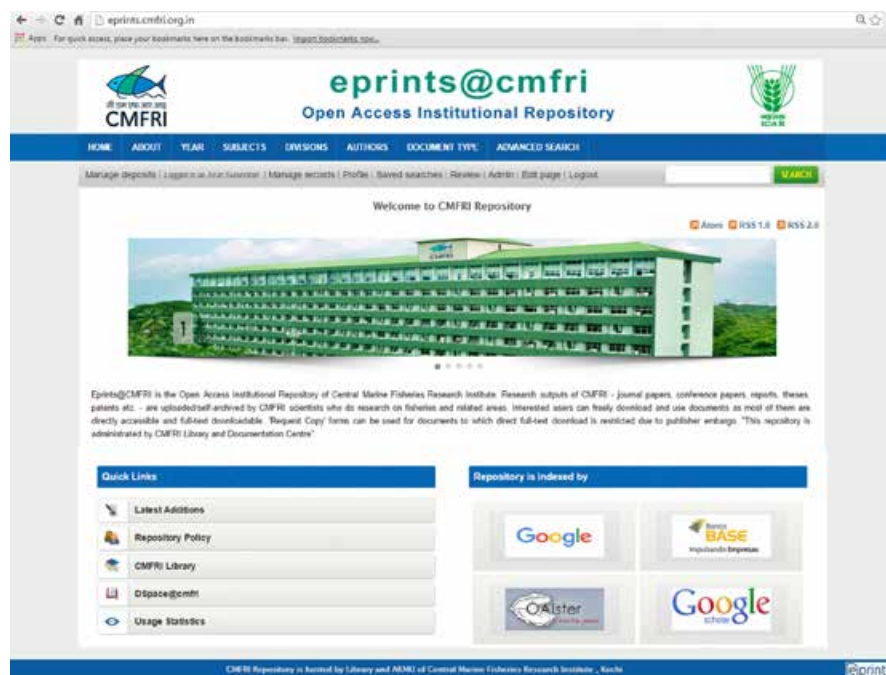 eprints.cmfri.org.in
Apps For quick access, place your bookmarks here on the bookmarks bar. Import bookmarks now...
CMFRI
eprints@cmfri
Open Access Institutional Repository
ICAR
HOME ABOUT YEAR SUBJECTS DIVISIONS AUTHORS DOCUMENT TYPE ADVANCED SEARCH
Manage deposits | Logged in as | Manage records | Profile | Saved searches | Review | Admin | Edit page | Logout
SEARCH
Welcome to CMFRI Repository
Atom RSS 1.0 RSS 2.0
CMFRI
1
Eprints@CMFRI is the Open Access Institutional Repository of Central Marine Fisheries Research Institute. Research outputs of CMFRI - journal papers, conference papers, reports, theses,
patents etc. - are uploaded/self-archived by CMFRI scientists who do research on fisheries and related areas. Interested users can freely download and use documents as most of them are
directly accessible and full-text downloadable. 'Request Copy' forms can be used for documents to which direct full-text download is restricted due to publisher embargo. "This repository is
administrated by CMFRI Library and Documentation Centre".
Quick Links
Latest Additions
Repository Policy
CMFRI Library
DSpace@cmfri
Usage Statistics
Repository is indexed by
Google
Banco
BASE
Impulsando Empresas
OAIster
Google
scholar
CMFRI Repository is hosted by Library and AKMU of Central Marine Fisheries Research Institute , Kochi
eprint